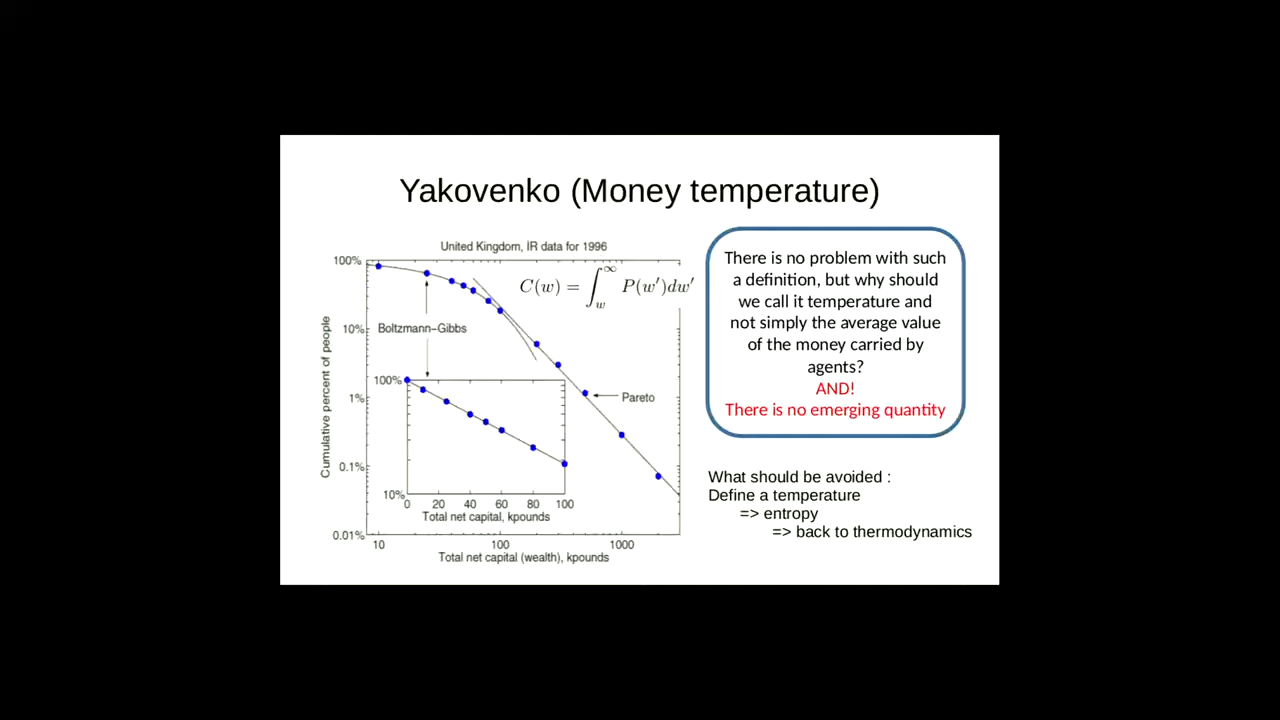 Yakovenko (Money temperature)
United Kingdom, IR data for 1996
100%
10%
1%
0.1%
0.01%
Cumulative percent of people
C(w) = ∫_w^∞ P(w′)dw′
Boltzmann–Gibbs
Pareto
100%
10%
0 20 40 60 80 100
Total net capital, kpounds
10 100 1000
Total net capital (wealth), kpounds
There is no problem with such
a definition, but why should
we call it temperature and
not simply the average value
of the money carried by
agents?
AND!
There is no emerging quantity
What should be avoided :
Define a temperature
=> entropy
=> back to thermodynamics